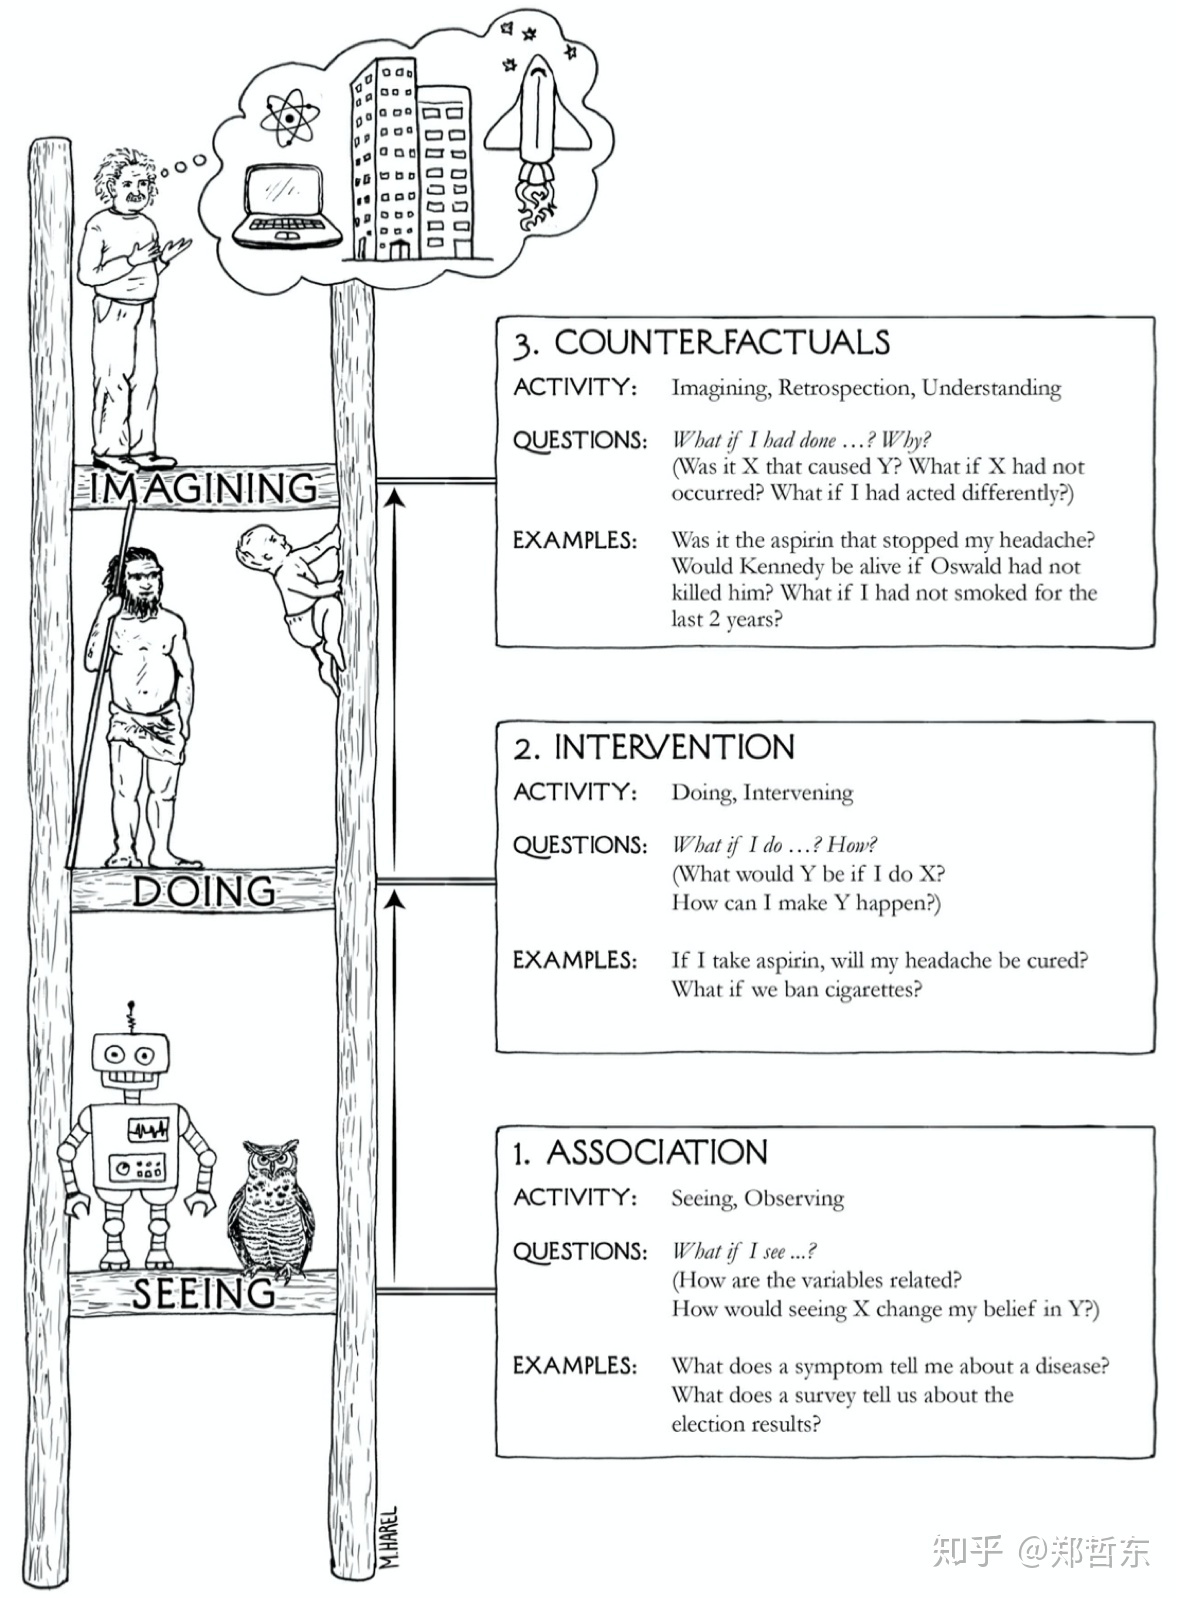 3. COUNTERFACTUALS
ACTIVITY: Imagining, Retrospection, Understanding
QUESTIONS: What if I had done …? Why?
(Was it X that caused Y? What if X had not
occurred? What if I had acted differently?)
EXAMPLES: Was it the aspirin that stopped my headache?
Would Kennedy be alive if Oswald had not
killed him? What if I had not smoked for the
last 2 years?
IMAGINING
2. INTERVENTION
ACTIVITY: Doing, Intervening
QUESTIONS: What if I do …? How?
(What would Y be if I do X?
How can I make Y happen?)
EXAMPLES: If I take aspirin, will my headache be cured?
What if we ban cigarettes?
DOING
1. ASSOCIATION
ACTIVITY: Seeing, Observing
QUESTIONS: What if I see ...?
(How are the variables related?
How would seeing X change my belief in Y?)
EXAMPLES: What does a symptom tell me about a disease?
What does a survey tell us about the
election results?
SEEING
M.HAREL
知乎 @郑哲东